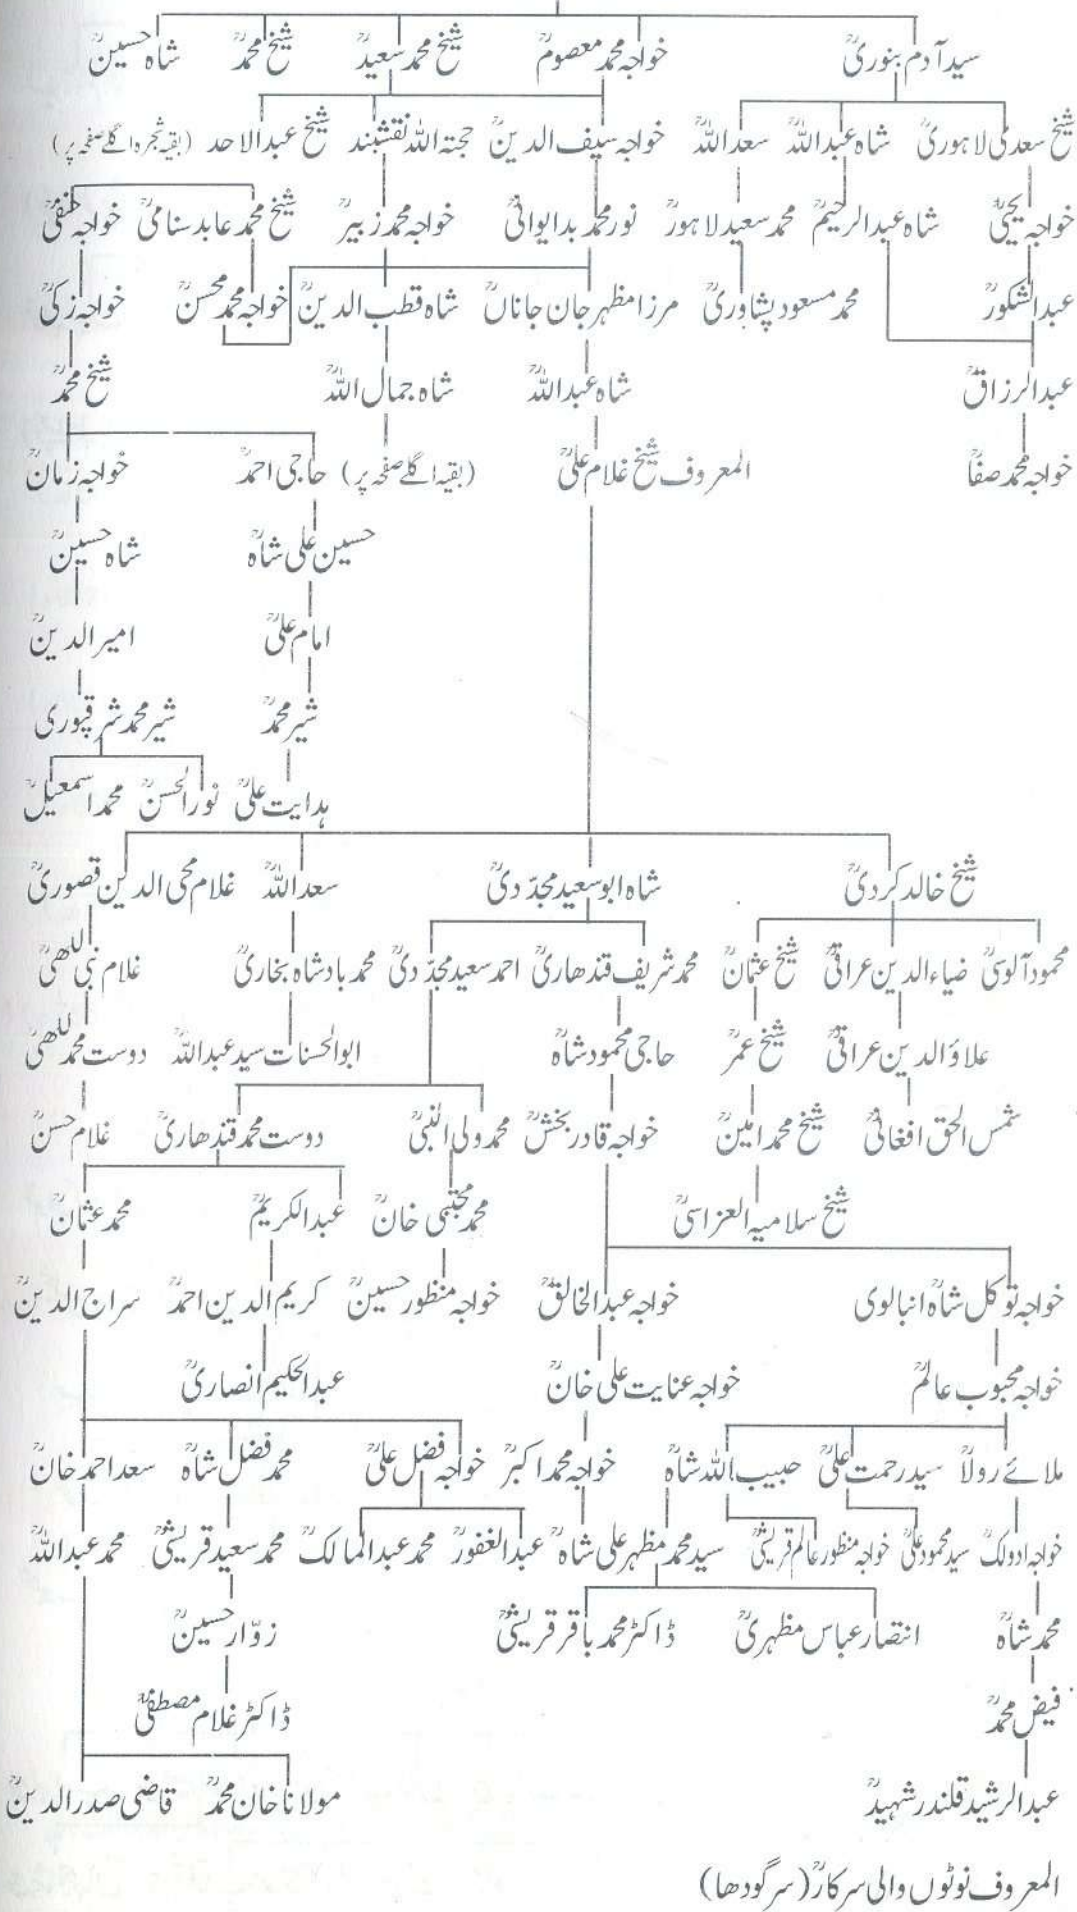 سید آدم بنوریؒ خواجہ محمد معصومؒ شیخ محمد سعیدؒ شیخ محمدؒ شاہ حسینؒ
شیخ سعدی لاہوریؒ شاہ عبداللہؒ سعد اللہؒ خواجہ سیف الدینؒ حجتہ اللہ نقشبندؒ شیخ عبدالاحد (بقیہ شجرہ اگلے صفحہ پر)
خواجہ یحییٰؒ شاہ عبدالرحیمؒ محمد سعید لاہوریؒ نور محمد بدایوانیؒ خواجہ محمد زبیرؒ شیخ محمد عابد سنامیؒ خواجہ حنفیؒ
عبدالشکورؒ محمد مسعود پشاوریؒ مرزا مظہر جان جاناںؒ شاہ قطب الدینؒ خواجہ محمد محسنؒ خواجہ زکیؒ
عبدالرزاقؒ شاہ عبداللہؒ شاہ جمال اللہؒ شیخ محمدؒ
خواجہ محمد صفاؒ المعروف شیخ غلام علیؒ (بقیہ اگلے صفحہ پر) حاجی احمدؒ خواجہ زمانؒ
حسین علی شاہؒ شاہ حسینؒ
امام علیؒ امیر الدینؒ
شیر محمدؒ شیر محمد شرقپوری
ہدایت علیؒ نور الحسنؒ محمد اسمعیلؒ
شیخ خالد کردیؒ شاہ ابو سعید مجدّدیؒ سعد اللہؒ غلام محی الدین قصوریؒ
محمود آلوسیؒ ضیاء الدین عراقیؒ شیخ عثمانؒ محمد شریف قندھاریؒ احمد سعید مجدّدیؒ محمد بادشاہ بخاریؒ غلام نبی للھیؒ
علاؤ الدین عراقیؒ شیخ عمرؒ حاجی محمود شاہؒ ابوالحسنات سید عبداللہؒ دوست محمد للھیؒ
شمس الحق افغانیؒ شیخ محمد امینؒ خواجہ قادر بخشؒ محمد ولی النبیؒ دوست محمد قندھاریؒ غلام حسنؒ
شیخ سلامیہ العزاسیؒ محمد مجتبیٰ خانؒ عبدالکریمؒ محمد عثمانؒ
خواجہ توکل شاہؒ انبالوی خواجہ عبدالخالقؒ خواجہ منظور حسینؒ کریم الدین احمدؒ سراج الدینؒ
خواجہ محبوب عالمؒ خواجہ عنایت علی خانؒ عبدالحکیم انصاریؒ
ملائے رولاؒ سید رحمت علیؒ حبیب اللہ شاہؒ خواجہ محمد اکبرؒ خواجہ فضل علیؒ محمد فضل شاہؒ سعد احمد خانؒ
خواجہ ادولکؒ سید محمود علیؒ خواجہ منظور عالم قریشیؒ سید محمد مظہر علی شاہؒ عبدالغفورؒ محمد عبدالمالکؒ محمد سعید قریشیؒ محمد عبداللہؒ
محمد شاہؒ انتصار عباس مظہریؒ ڈاکٹر محمد باقر قریشیؒ زوّار حسینؒ
فیض محمدؒ ڈاکٹر غلام مصطفیٰؒ
عبدالرشید قلندر شہیدؒ مولانا خان محمدؒ قاضی صدر الدینؒ
المعروف نوٹوں والی سرکارؒ (سرگودھا)